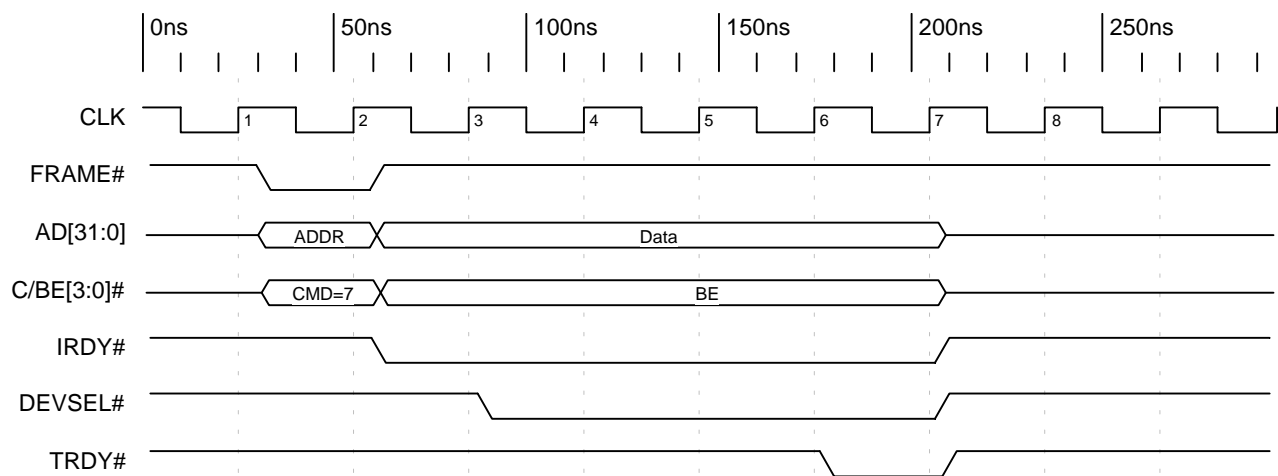 0ns 50ns 100ns 150ns 200ns 250ns
CLK 1 2 3 4 5 6 7 8
FRAME#
AD[31:0] ADDR Data
C/BE[3:0]# CMD=7 BE
IRDY#
DEVSEL#
TRDY#